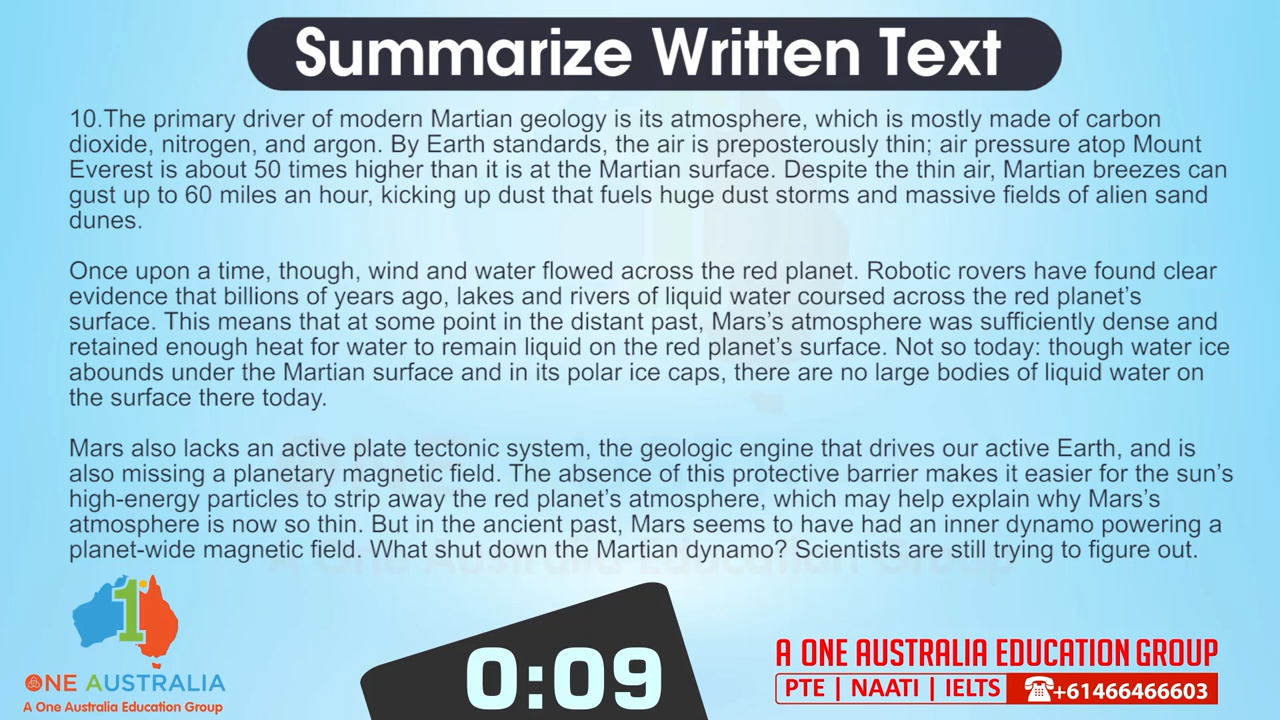 Summarize Written Text
10.The primary driver of modern Martian geology is its atmosphere, which is mostly made of carbon
dioxide, nitrogen, and argon. By Earth standards, the air is preposterously thin; air pressure atop Mount
Everest is about 50 times higher than it is at the Martian surface. Despite the thin air, Martian breezes can
gust up to 60 miles an hour, kicking up dust that fuels huge dust storms and massive fields of alien sand
dunes.
Once upon a time, though, wind and water flowed across the red planet. Robotic rovers have found clear
evidence that billions of years ago, lakes and rivers of liquid water coursed across the red planet's
surface. This means that at some point in the distant past, Mars's atmosphere was sufficiently dense and
retained enough heat for water to remain liquid on the red planet's surface. Not so today: though water ice
abounds under the Martian surface and in its polar ice caps, there are no large bodies of liquid water on
the surface there today.
Mars also lacks an active plate tectonic system, the geologic engine that drives our active Earth, and is
also missing a planetary magnetic field. The absence of this protective barrier makes it easier for the sun's
high-energy particles to strip away the red planet's atmosphere, which may help explain why Mars's
atmosphere is now so thin. But in the ancient past, Mars seems to have had an inner dynamo powering a
planet-wide magnetic field. What shut down the Martian dynamo? Scientists are still trying to figure out.
A One Australia Education Group
1
ONE AUSTRALIA
A One Australia Education Group
0:09
A ONE AUSTRALIA EDUCATION GROUP
PTE | NAATI | IELTS +61466466603